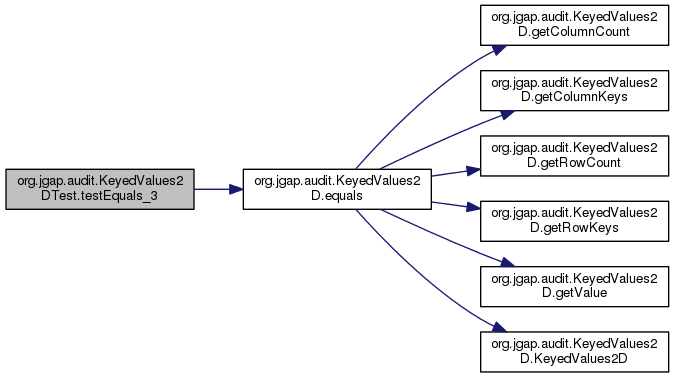 org.jgap.audit.KeyedValues2
DTest.testEquals_3
org.jgap.audit.KeyedValues2
D.equals
org.jgap.audit.KeyedValues2
D.getColumnCount
org.jgap.audit.KeyedValues2
D.getColumnKeys
org.jgap.audit.KeyedValues2
D.getRowCount
org.jgap.audit.KeyedValues2
D.getRowKeys
org.jgap.audit.KeyedValues2
D.getValue
org.jgap.audit.KeyedValues2
D.KeyedValues2D